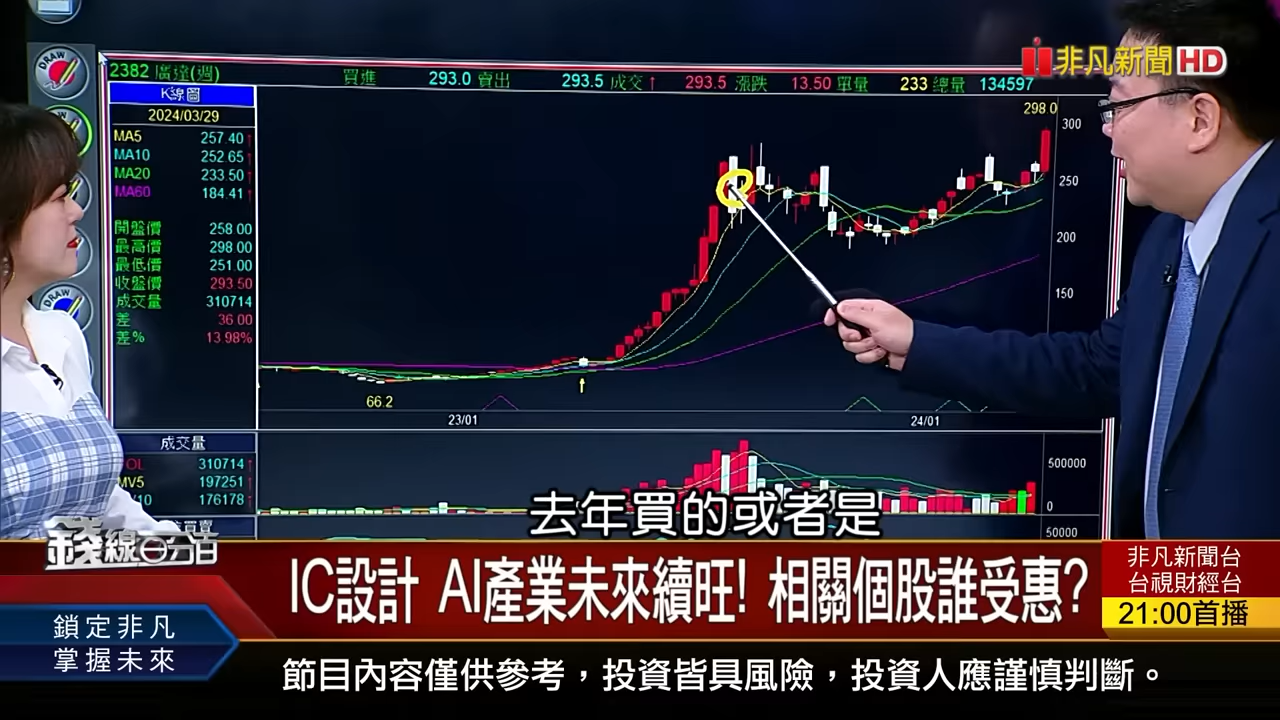 非凡新聞HD
DRAW
2382 廣達(週) 買進 293.0 賣出 293.5 成交↑ 293.5 漲跌 13.50 單量 233 總量 134597
K線圖
2024/03/29
MA5 257.40↑
MA10 252.65↑
MA20 233.50↑
MA60 184.41↑
開盤價 258.00
最高價 298.00
最低價 251.00
收盤價 293.50
成交量 310714
差 36.00
差% 13.98%
298.0
300
250
200
150
66.2
23/01 24/01
DRAW
成交量
OL 310714↑
MV5 197251↑
/10 176178↑
500000
0
50000
買賣
去年買的或者是
錢線百分百
IC設計 AI產業未來續旺! 相關個股誰受惠?
非凡新聞台
台視財經台
21:00首播
鎖定非凡
掌握未來
節目內容僅供參考，投資皆具風險，投資人應謹慎判斷。